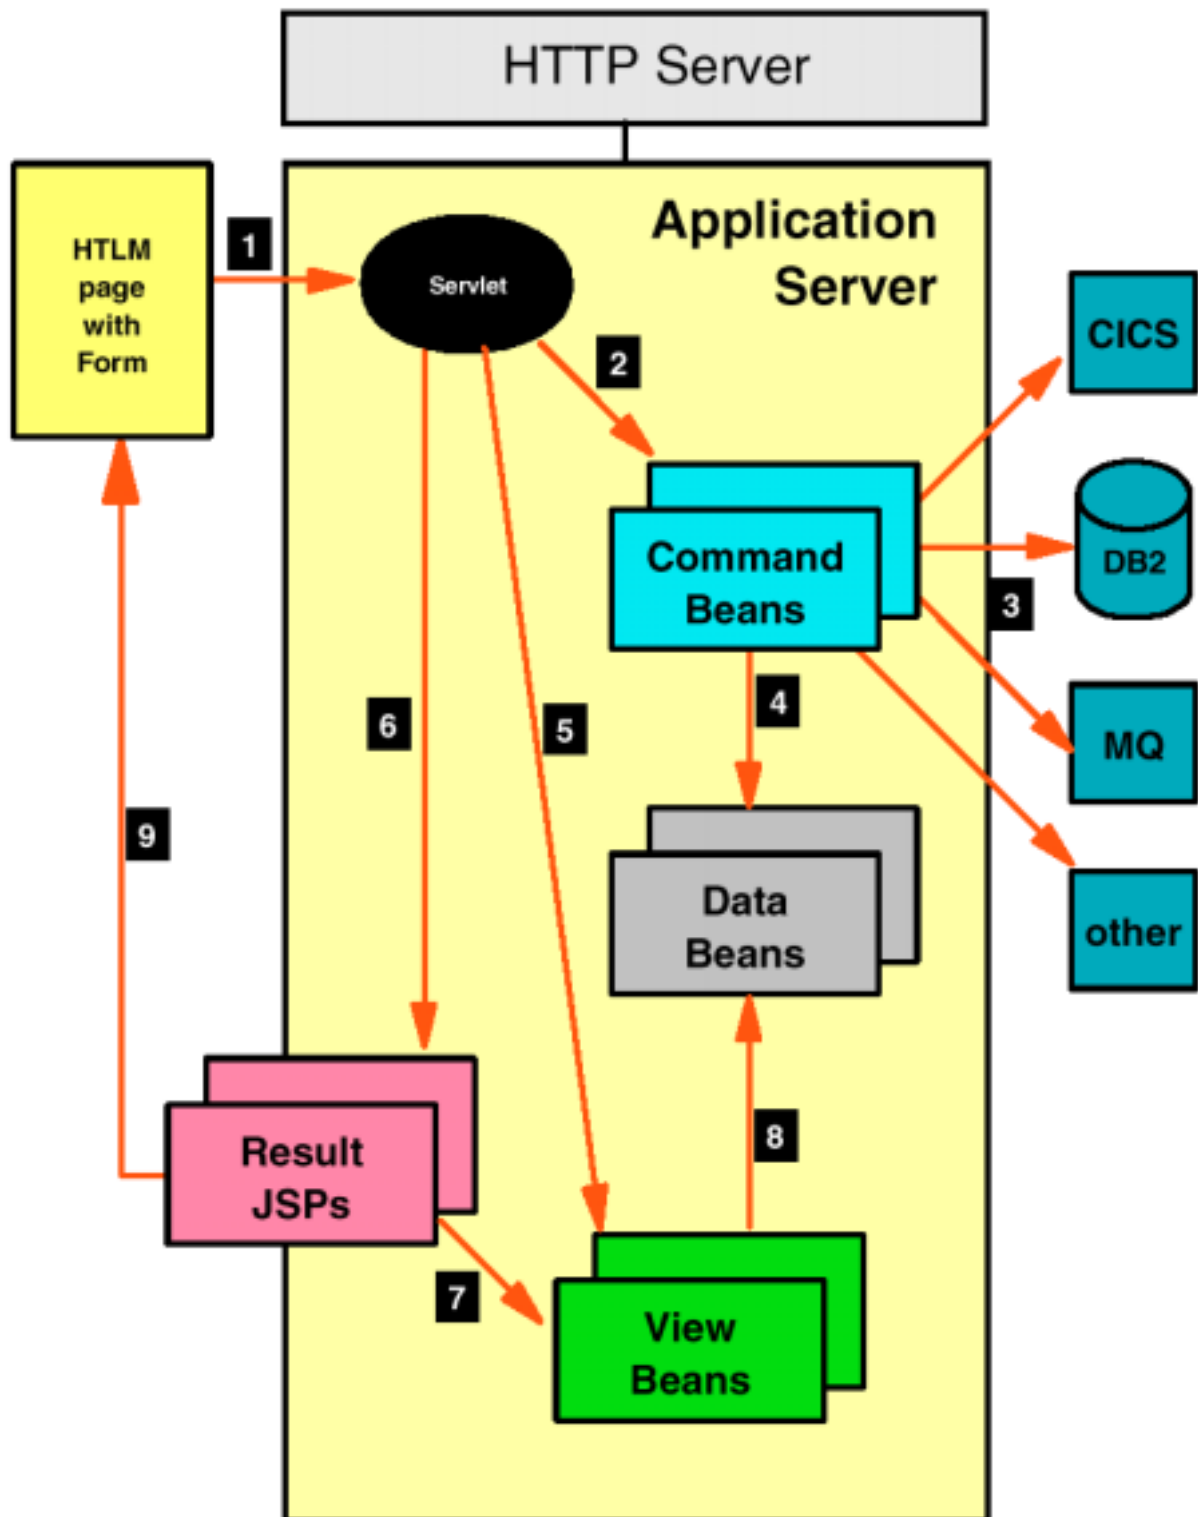 HTTP Server
HTLM
page
with
Form
1
Servlet
Application
Server
2
CICS
Command
Beans
DB2
3
4
MQ
6
5
9
Data
Beans
other
Result
JSPs
8
7
View
Beans